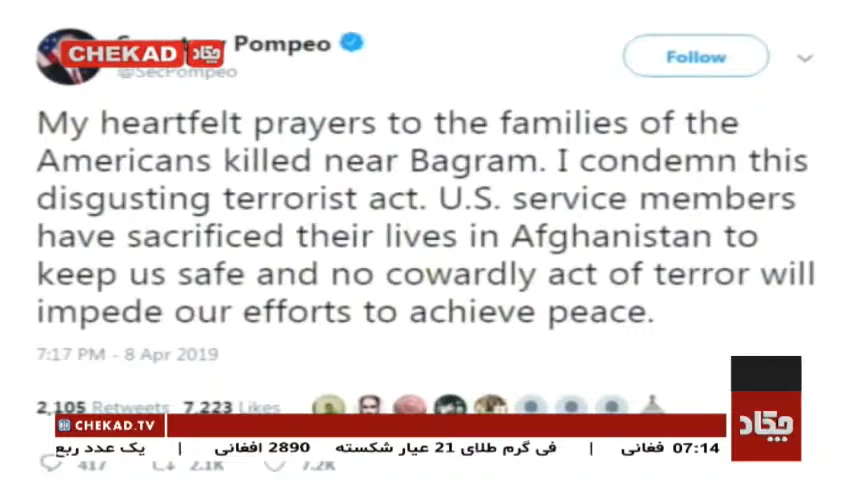 CHEKAD چکاد Pompeo
@SecPompeo
Follow
My heartfelt prayers to the families of the
Americans killed near Bagram. I condemn this
disgusting terrorist act. U.S. service members
have sacrificed their lives in Afghanistan to
keep us safe and no cowardly act of terror will
impede our efforts to achieve peace.
7:17 PM - 8 Apr 2019
2,105 Retweets 7,223 Likes
CHEKAD.TV
چکاد
07:14 فغانی | فی گرم طلای 21 عیار شکسته 2890 افغانی | یک عدد ربع
417 2.1K 7.2K